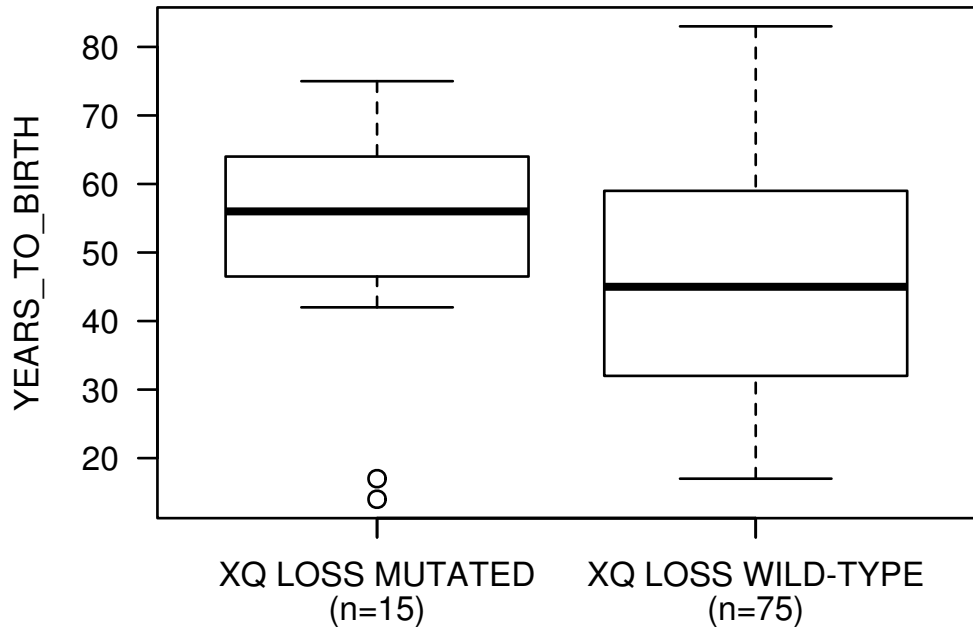 YEARS_TO_BIRTH
80
70
60
50
40
30
20
XQ LOSS MUTATED
(n=15)
XQ LOSS WILD-TYPE
(n=75)